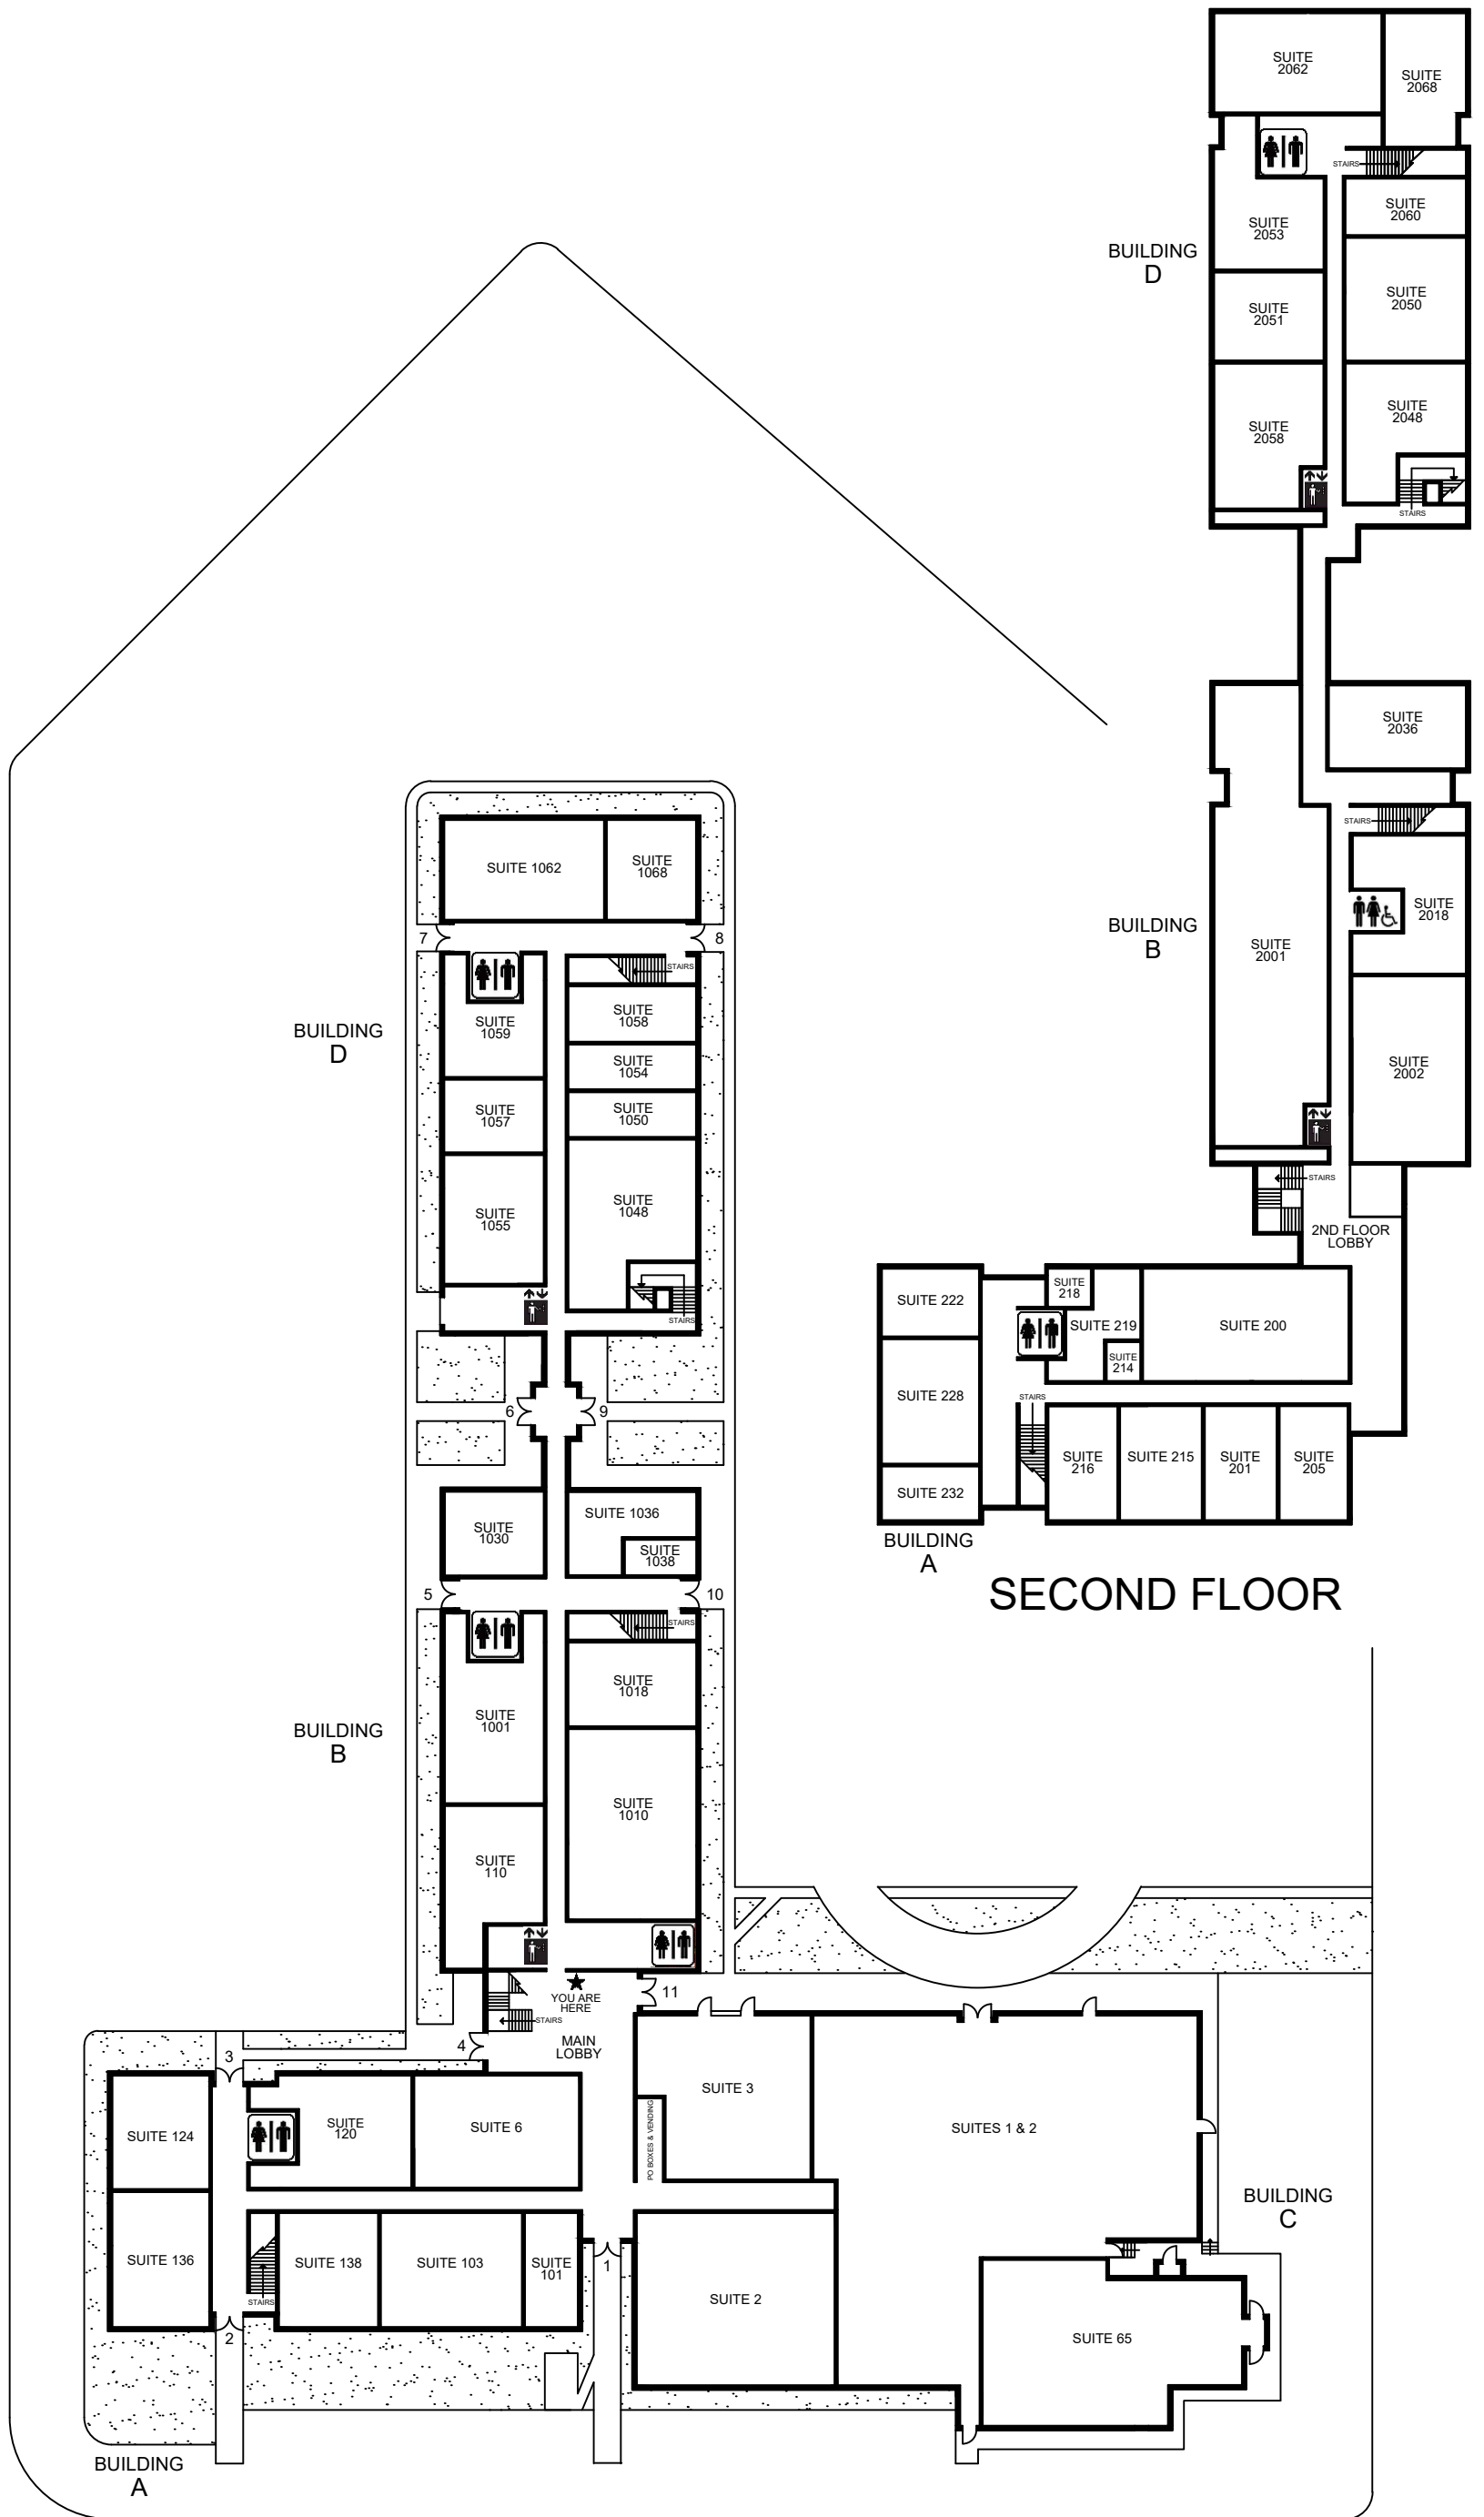 SUITE
2062
SUITE
2068
STAIRS
SUITE
2060
SUITE
2053
BUILDING
D
SUITE
2050
SUITE
2051
SUITE
2048
SUITE
2058
STAIRS
SUITE
2036
STAIRS
SUITE
2018
BUILDING
B
SUITE
2001
SUITE
2002
STAIRS
2ND FLOOR
LOBBY
SUITE
218
SUITE 222
SUITE 219
SUITE 200
SUITE
214
SUITE 228
STAIRS
SUITE
216
SUITE 215
SUITE
201
SUITE
205
SUITE 232
BUILDING
A
SECOND FLOOR
SUITE 1062
SUITE
1068
7
8
STAIRS
SUITE
1058
SUITE
1059
BUILDING
D
SUITE
1054
SUITE
1057
SUITE
1050
SUITE
1048
SUITE
1055
STAIRS
6
9
SUITE 1036
SUITE
1030
SUITE
1038
5
10
STAIRS
SUITE
1018
SUITE
1001
BUILDING
B
SUITE
1010
SUITE
110
YOU ARE
HERE
11
STAIRS
MAIN
LOBBY
4
3
SUITE 3
PO BOXES & VENDING
SUITE 124
SUITE
120
SUITE 6
SUITES 1 & 2
BUILDING
C
SUITE 136
SUITE 138
SUITE 103
SUITE
101
1
STAIRS
2
SUITE 2
SUITE 65
BUILDING
A